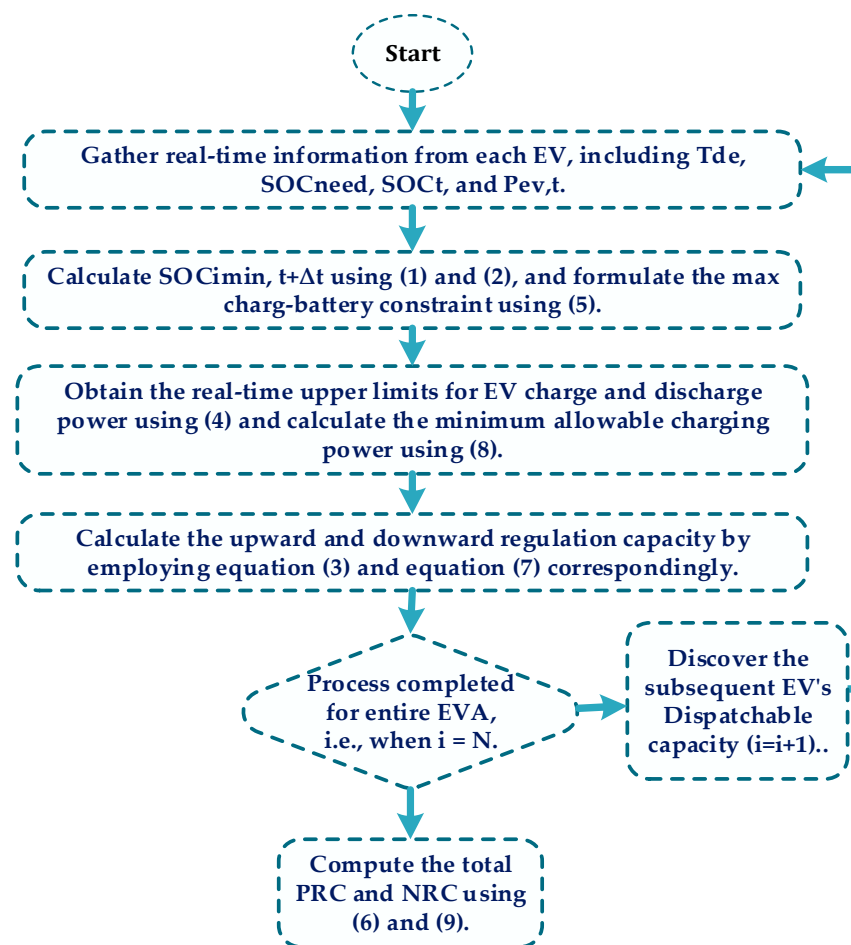 Start
Gather real-time information from each EV, including Tde,
SOCneed, SOCt, and Pev,t.
Calculate SOCimin, t+Δt using (1) and (2), and formulate the max
charg-battery constraint using (5).
Obtain the real-time upper limits for EV charge and discharge
power using (4) and calculate the minimum allowable charging
power using (8).
Calculate the upward and downward regulation capacity by
employing equation (3) and equation (7) correspondingly.
Process completed
for entire EVA,
i.e., when i = N.
Discover the
subsequent EV's
Dispatchable
capacity (i=i+1)..
Compute the total
PRC and NRC using
(6) and (9).